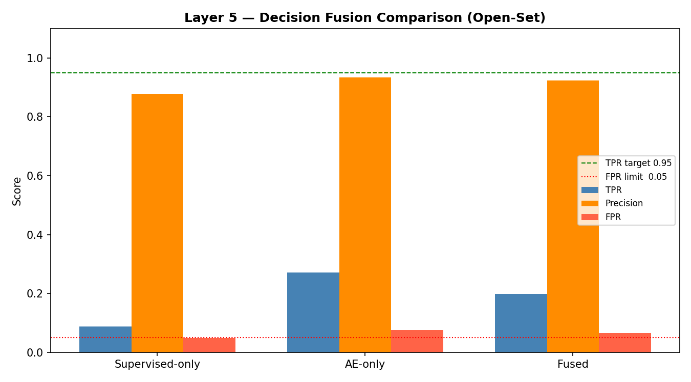 Layer 5 — Decision Fusion Comparison (Open-Set)
Score
1.0
0.8
0.6
0.4
0.2
0.0
TPR target 0.95
FPR limit 0.05
TPR
Precision
FPR
Supervised-only
AE-only
Fused